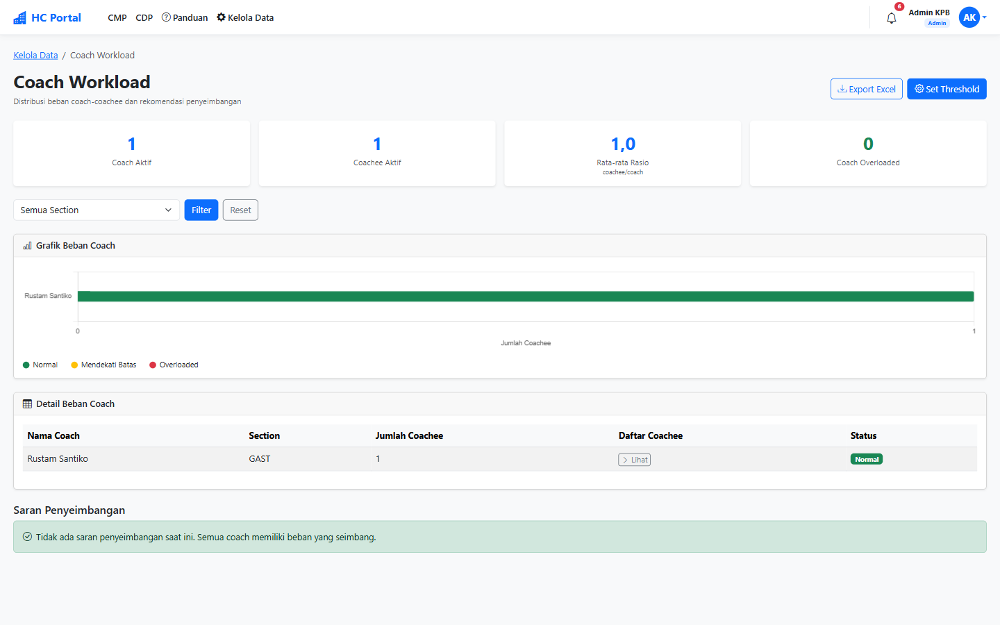 HC Portal CMP CDP Panduan Kelola Data 6 Admin KPB Admin AK
Kelola Data / Coach Workload
Coach Workload
Distribusi beban coach-coachee dan rekomendasi penyeimbangan
Export Excel Set Threshold
1 1 1,0 0
Coach Aktif Coachee Aktif Rata-rata Rasio Coach Overloaded
coachee/coach
Semua Section Filter Reset
Grafik Beban Coach
Rustam Santiko
0 1
Jumlah Coachee
Normal Mendekati Batas Overloaded
Detail Beban Coach
Nama Coach Section Jumlah Coachee Daftar Coachee Status
Rustam Santiko GAST 1 Lihat Normal
Saran Penyeimbangan
Tidak ada saran penyeimbangan saat ini. Semua coach memiliki beban yang seimbang.